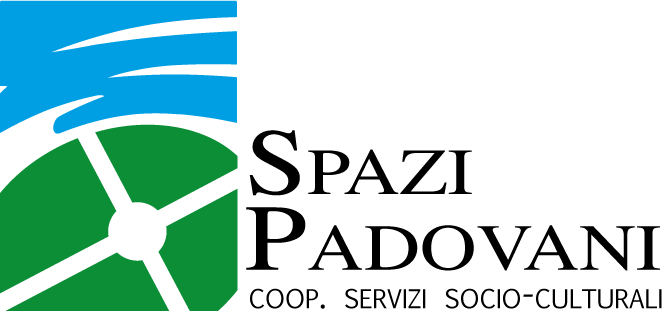 SPAZI
PADOVANI
COOP. SERVIZI SOCIO-CULTURALI